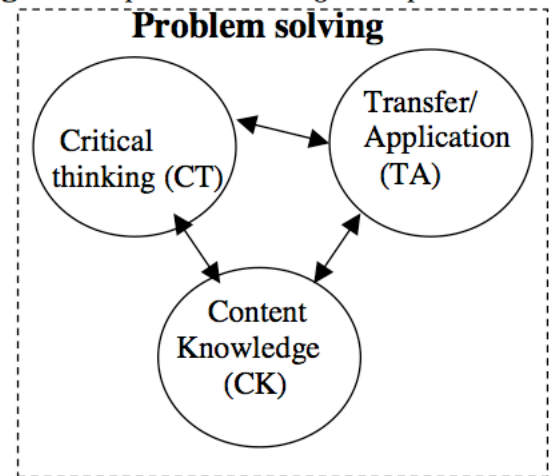 Problem solving
Critical
thinking (CT)
Transfer/
Application
(TA)
Content
Knowledge
(CK)